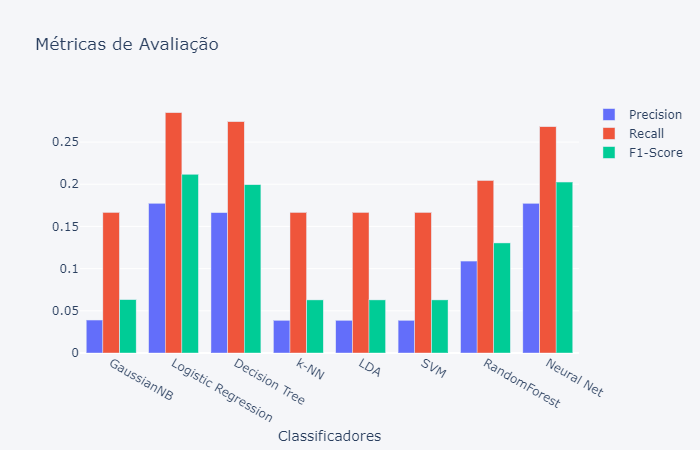 Métricas de Avaliação
Precision
Recall
F1-Score
0.25
0.2
0.15
0.1
0.05
0
GaussianNB
Logistic Regression
Decision Tree
k-NN
LDA
SVM
RandomForest
Neural Net
Classificadores